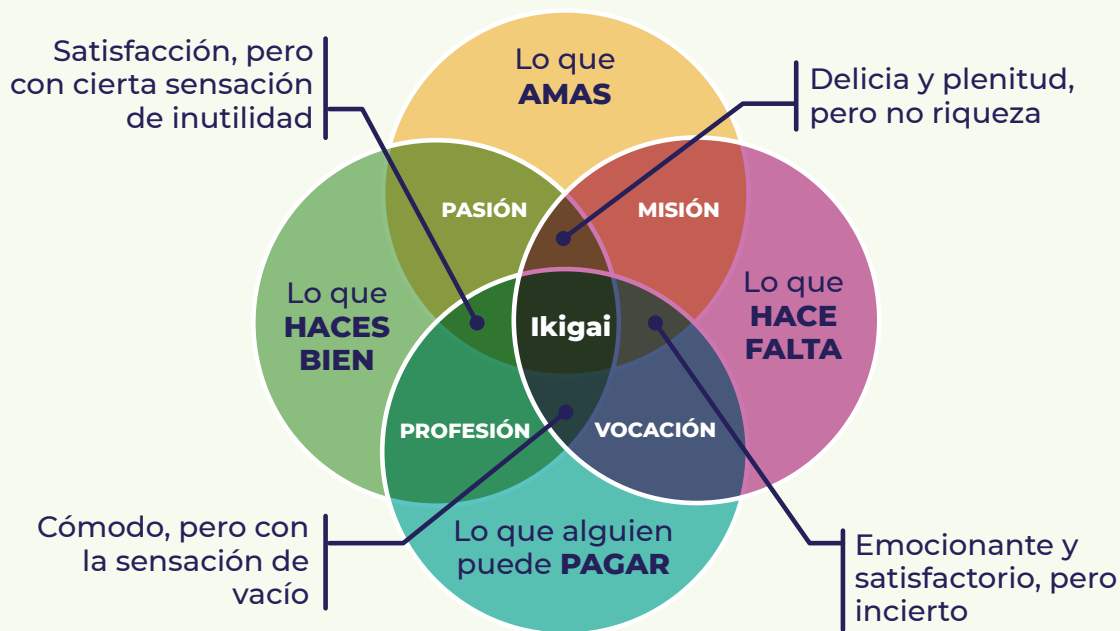 Satisfacción, pero
con cierta sensación
de inutilidad
Lo que
AMAS
Delicia y plenitud,
pero no riqueza
PASIÓN
MISIÓN
Lo que
HACES
BIEN
Ikigai
Lo que
HACE
FALTA
PROFESIÓN
VOCACIÓN
Cómodo, pero con
la sensación de
vacío
Lo que alguien
puede PAGAR
Emocionante y
satisfactorio, pero
incierto